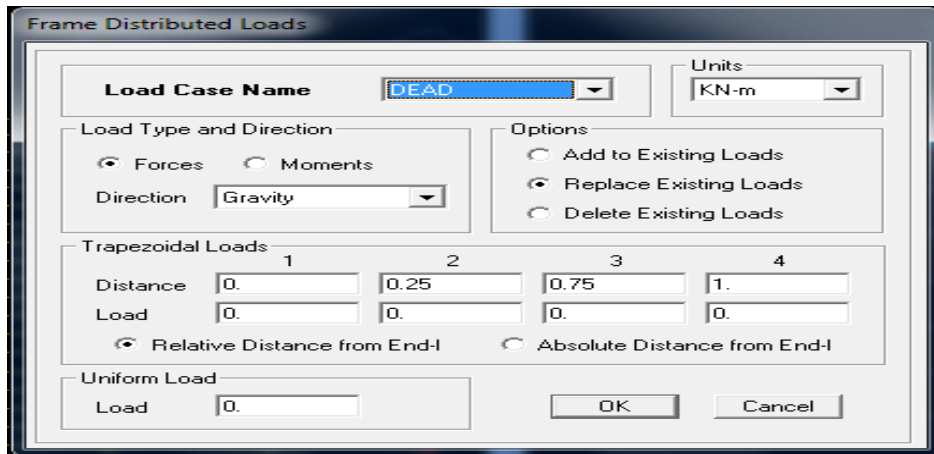 Frame Distributed Loads
Units
Load Case Name DEAD KN-m
Load Type and Direction
Forces Moments
Direction Gravity
Options
Add to Existing Loads
Replace Existing Loads
Delete Existing Loads
Trapezoidal Loads
1 2 3 4
Distance 0. 0.25 0.75 1.
Load 0. 0. 0. 0.
Relative Distance from End-I Absolute Distance from End-I
Uniform Load
Load 0.
OK Cancel